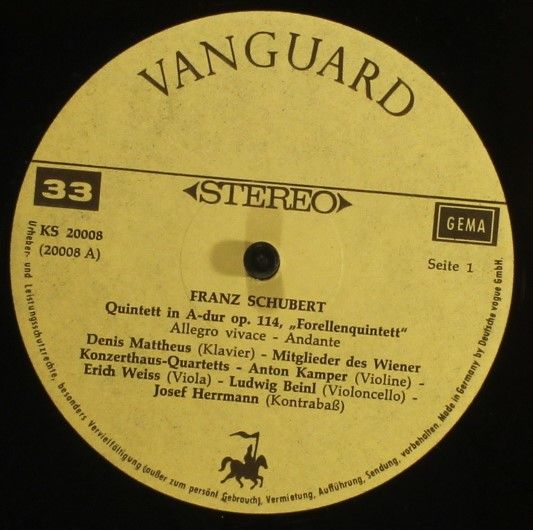 VANGUARD
33
STEREO
GEMA
KS 20008
(20008 A)
Seite 1
FRANZ SCHUBERT
Quintett in A-dur op. 114, „Forellenquintett“
Allegro vivace - Andante
Denis Mattheus (Klavier) - Mitglieder des Wiener
Konzerthaus-Quartetts - Anton Kamper (Violine) -
Erich Weiss (Viola) - Ludwig Beinl (Violoncello) -
Josef Herrmann (Kontrabaß)
Urheber- und Leistungsschutzrechte, besonders Vervielfältigung (außer zum persönl Gebrauch), Vermietung, Aufführung, Sendung, vorbehalten. Made in Germany by Deutsche vogue GmbH.